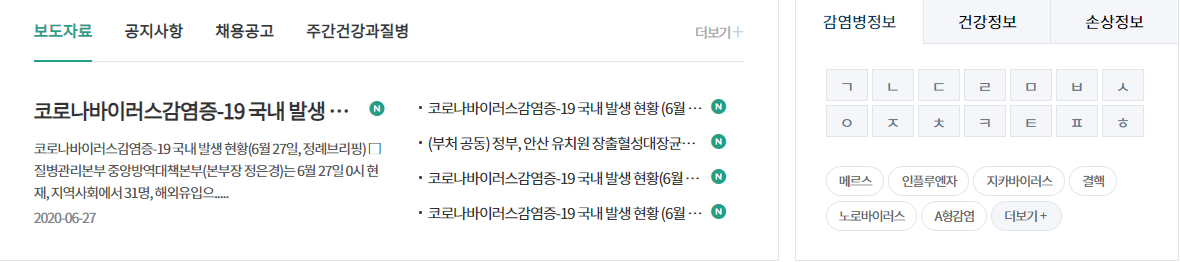 보도자료 공지사항 채용공고 주간건강과질병 더보기+
코로나바이러스감염증-19 국내 발생 ··· N
코로나바이러스감염증-19 국내 발생 현황(6월 27일, 정례브리핑) □
질병관리본부 중앙방역대책본부(본부장 정은경)는 6월 27일 0시 현
재, 지역사회에서 31명, 해외유입으.....
2020-06-27
· 코로나바이러스감염증-19 국내 발생 현황 (6월 ··· N
· (부처 공동) 정부, 안산 유치원 장출혈성대장균··· N
· 코로나바이러스감염증-19 국내 발생 현황(6월 ··· N
· 코로나바이러스감염증-19 국내 발생 현황 (6월 ··· N
감염병정보 건강정보 손상정보
ㄱ ㄴ ㄷ ㄹ ㅁ ㅂ ㅅ
ㅇ ㅈ ㅊ ㅋ ㅌ ㅍ ㅎ
메르스 인플루엔자 지카바이러스 결핵
노로바이러스 A형감염 더보기 +